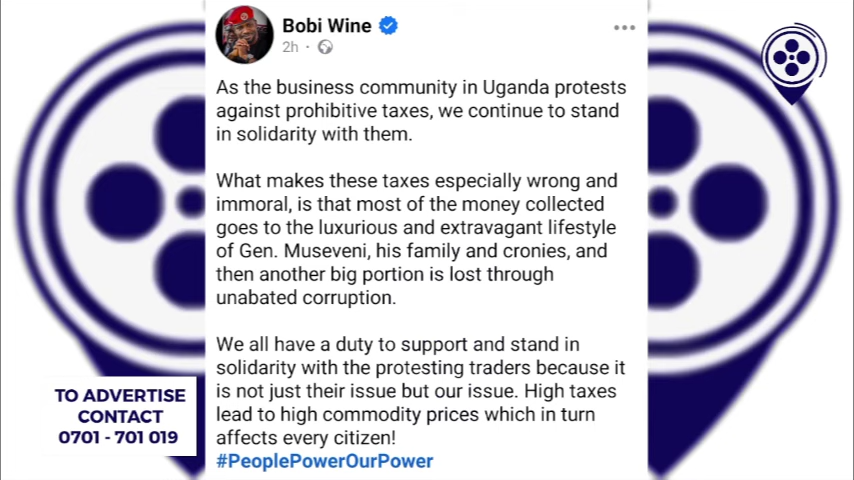 Bobi Wine
2h ·
As the business community in Uganda protests
against prohibitive taxes, we continue to stand
in solidarity with them.
What makes these taxes especially wrong and
immoral, is that most of the money collected
goes to the luxurious and extravagant lifestyle
of Gen. Museveni, his family and cronies, and
then another big portion is lost through
unabated corruption.
We all have a duty to support and stand in
solidarity with the protesting traders because it
is not just their issue but our issue. High taxes
lead to high commodity prices which in turn
affects every citizen!
#PeoplePowerOurPower
TO ADVERTISE
CONTACT
0701 - 701 019